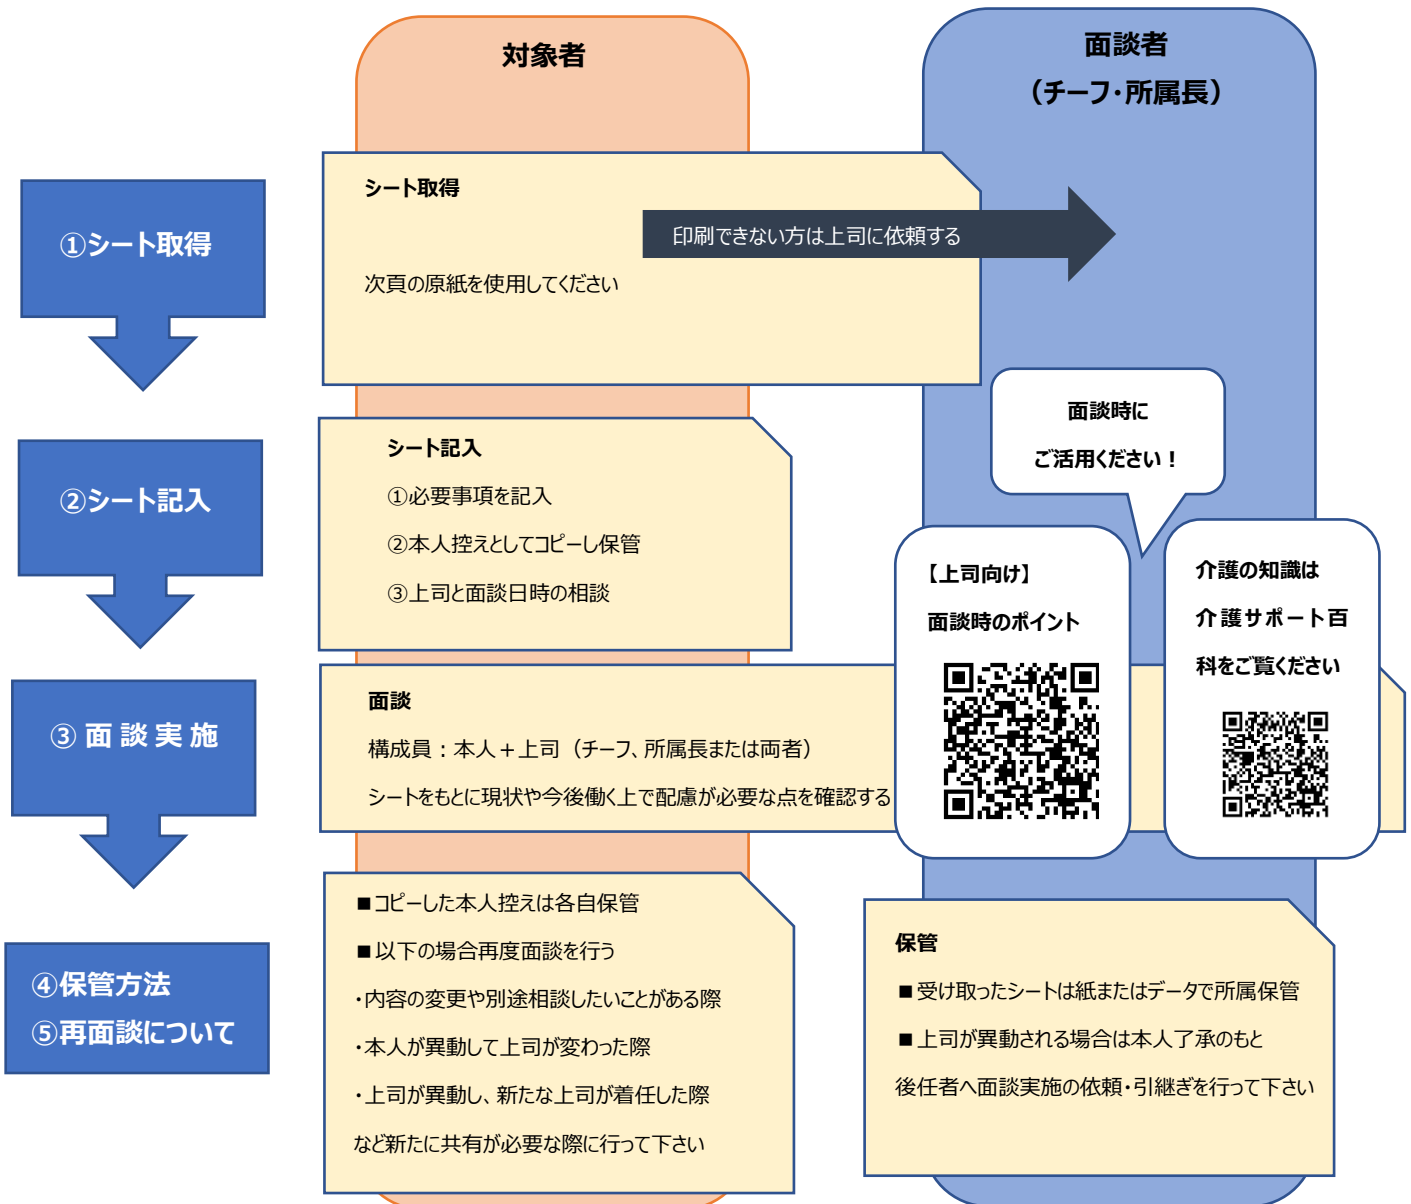 対象者
面談者
（チーフ・所属長）
①シート取得
シート取得
印刷できない方は上司に依頼する
次頁の原紙を使用してください
面談時に
ご活用ください！
②シート記入
シート記入
①必要事項を記入
②本人控えとしてコピーし保管
③上司と面談日時の相談
【上司向け】
面談時のポイント
介護の知識は
介護サポート百
科をご覧ください
③面談実施
面談
構成員：本人＋上司（チーフ、所属長または両者）
シートをもとに現状や今後働く上で配慮が必要な点を確認する
④保管方法
⑤再面談について
■コピーした本人控えは各自保管
■以下の場合再度面談を行う
・内容の変更や別途相談したいことがある際
・本人が異動して上司が変わった際
・上司が異動し、新たな上司が着任した際
など新たに共有が必要な際に行って下さい
保管
■受け取ったシートは紙またはデータで所属保管
■上司が異動される場合は本人了承のもと
後任者へ面談実施の依頼・引継ぎを行って下さい